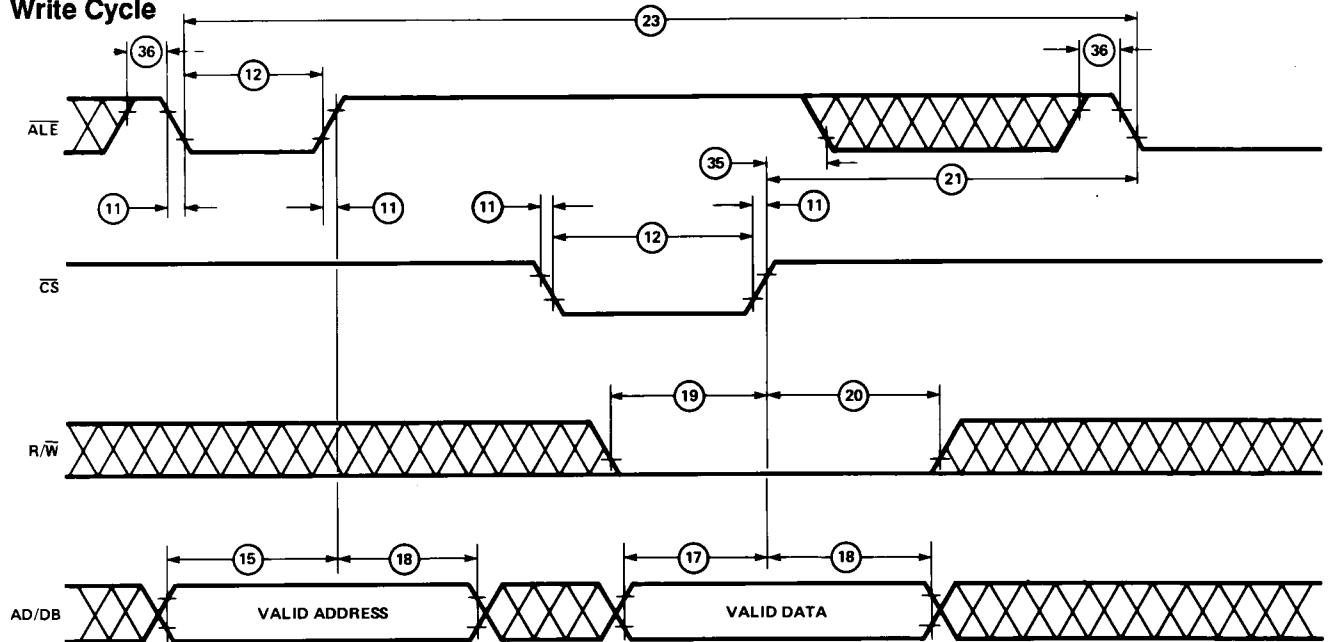 Write Cycle
23
36
36
12
ALE
35
21
11
11
11
11
12
CS
19
20
R/W
15
18
17
18
AD/DB
VALID ADDRESS
VALID DATA